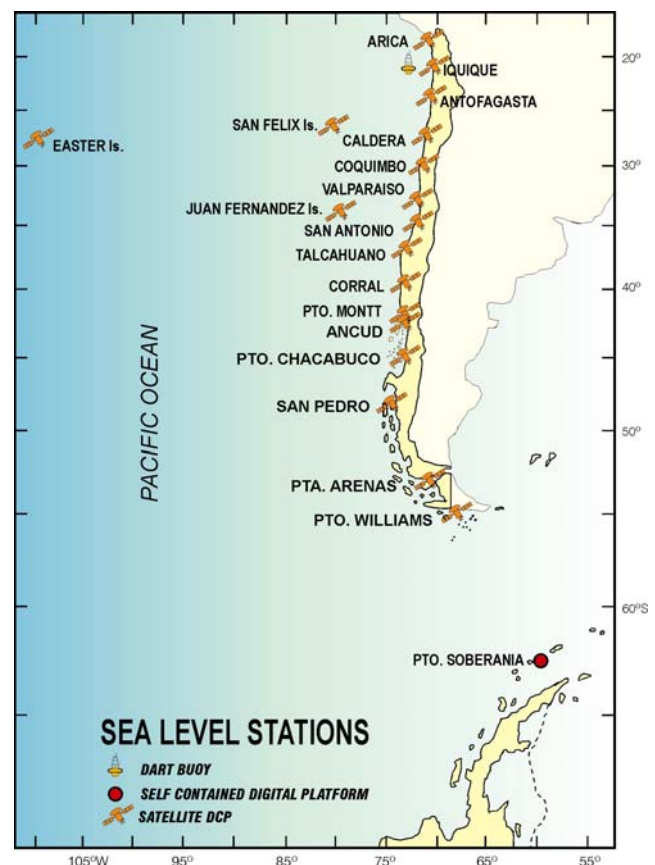 ARICA
20°
IQUIQUE
ANTOFAGASTA
SAN FELIX Is.
EASTER Is.
CALDERA
COQUIMBO
30°
VALPARAISO
JUAN FERNANDEZ Is.
SAN ANTONIO
TALCAHUANO
CORRAL
40°
PTO. MONTT
ANCUD
PTO. CHACABUCO
PACIFIC OCEAN
SAN PEDRO
50°
PTA. ARENAS
PTO. WILLIAMS
60°S
PTO. SOBERANIA
SEA LEVEL STATIONS
DART BUOY
SELF CONTAINED DIGITAL PLATFORM
SATELLITE DCP
105°W 95° 85° 75° 65° 55°